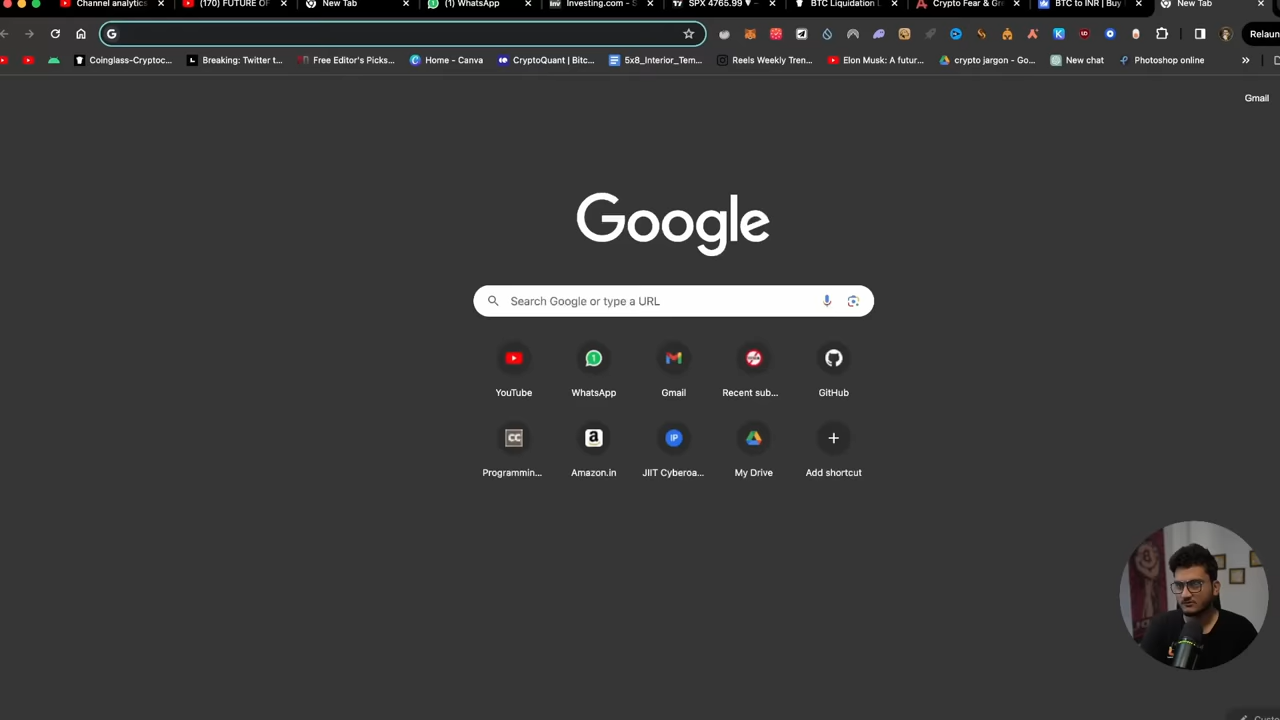 Channel analytics
(170) FUTURE OF
New Tab
(1) WhatsApp
Investing.com - S
SPX 4765.99 ▼ −
BTC Liquidation L
Crypto Fear & Gre
BTC to INR | Buy
New Tab
Relaun
Coinglass-Cryptoc...
Breaking: Twitter t...
Free Editor's Picks...
Home - Canva
CryptoQuant | Bitc...
5x8_Interior_Tem...
Reels Weekly Tren...
Elon Musk: A futur...
crypto jargon - Go...
New chat
Photoshop online
»
Gmail
Google
Search Google or type a URL
YouTube
WhatsApp
Gmail
Recent sub...
GitHub
Programmin...
Amazon.in
JIIT Cyberoa...
My Drive
Add shortcut